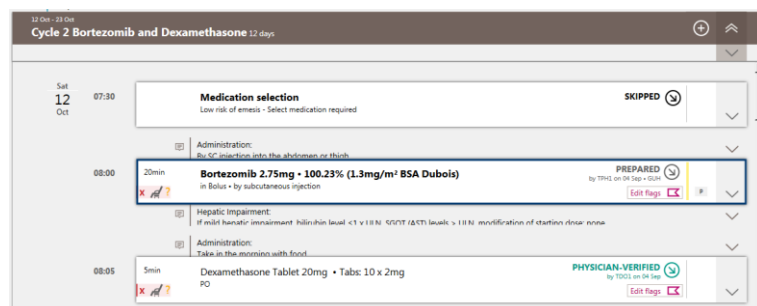 12 Oct - 23 Oct
Cycle 2 Bortezomib and Dexamethasone 12 days
Sat
12
Oct
07:30
Medication selection
Low risk of emesis - Select medication required
SKIPPED
Administration:
By SC injection into the abdomen or thigh
08:00
20min
Bortezomib 2.75mg • 100.23% (1.3mg/m² BSA Dubois)
in Bolus • by subcutaneous injection
PREPARED
by TPH1 on 04 Sep • GUH
Edit flags
P
x ?
Hepatic Impairment:
If mild hepatic impairment, bilirubin level <1 x ULN, SGOT (AST) levels > ULN, modification of starting dose: none
Administration:
Take in the morning with food
08:05
5min
Dexamethasone Tablet 20mg • Tabs: 10 x 2mg
PO
PHYSICIAN-VERIFIED
by TDO1 on 04 Sep
Edit flags
x ?